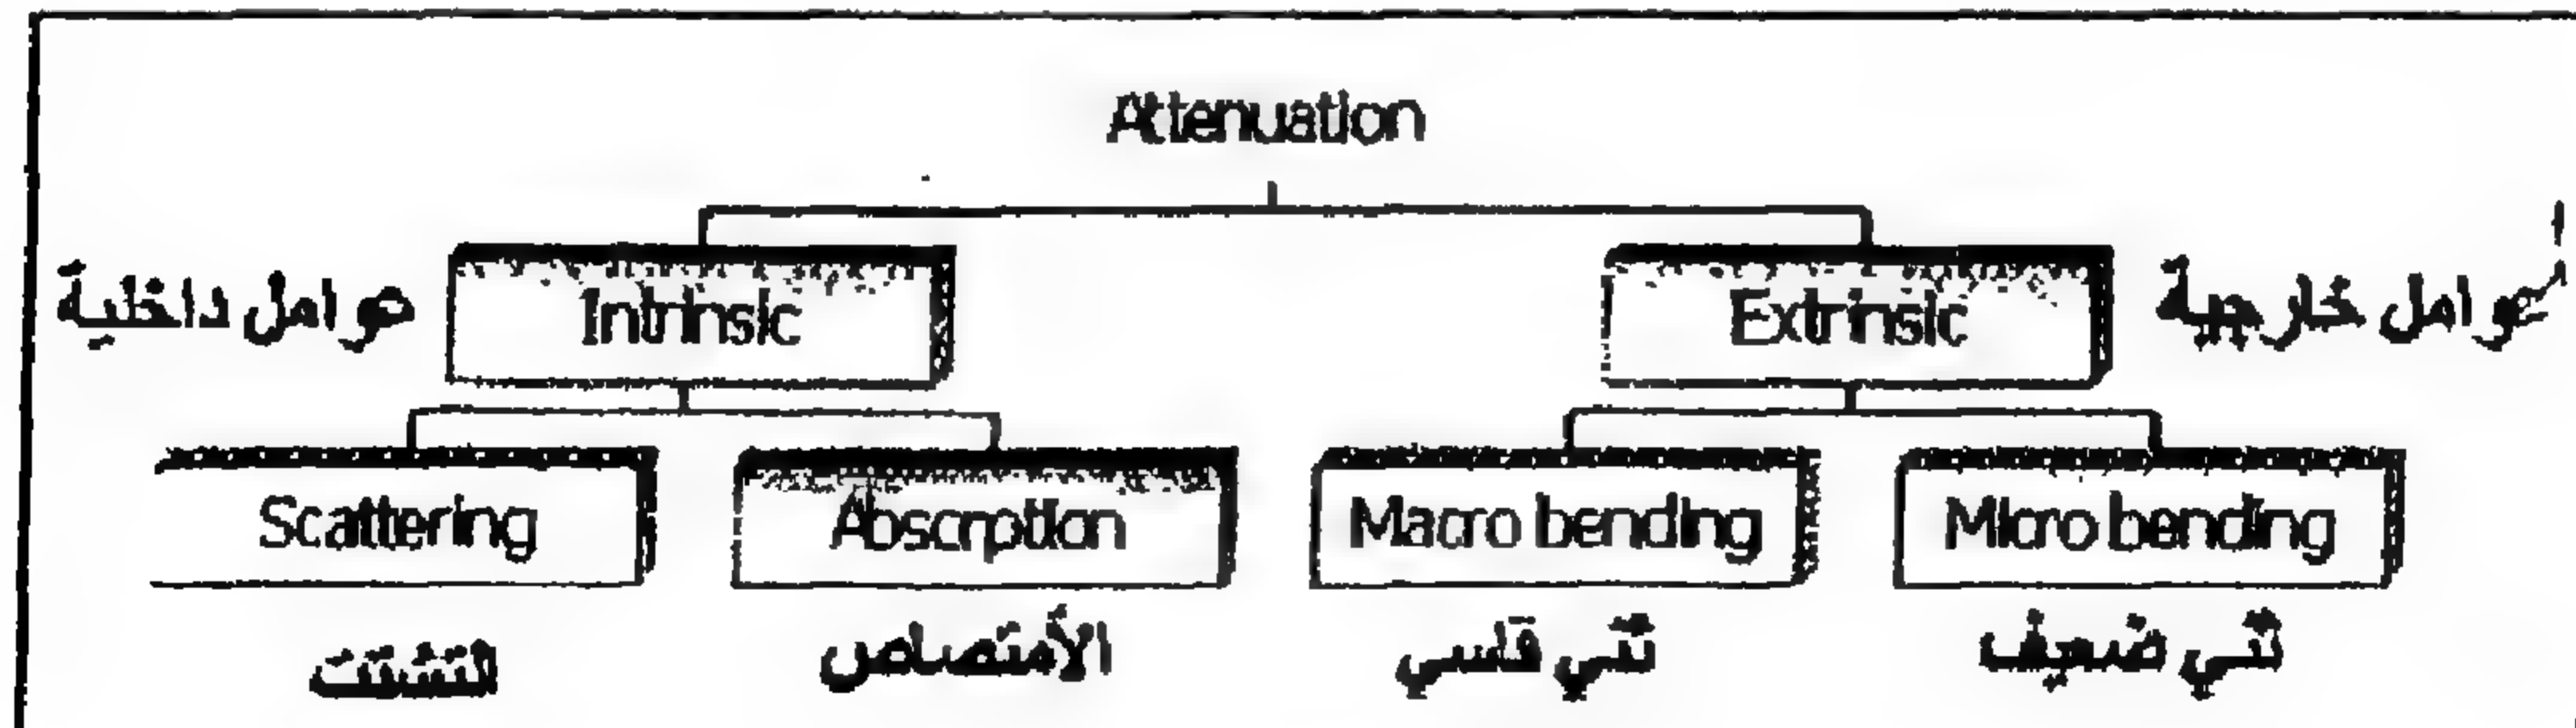 Attenuation
عوامل داخلية Intrinsic Extrinsic عوامل خارجية
Scattering Absorption Macro bending Micro bending
التشتت الأمتصاص ثني قاسي ثني ضعيف